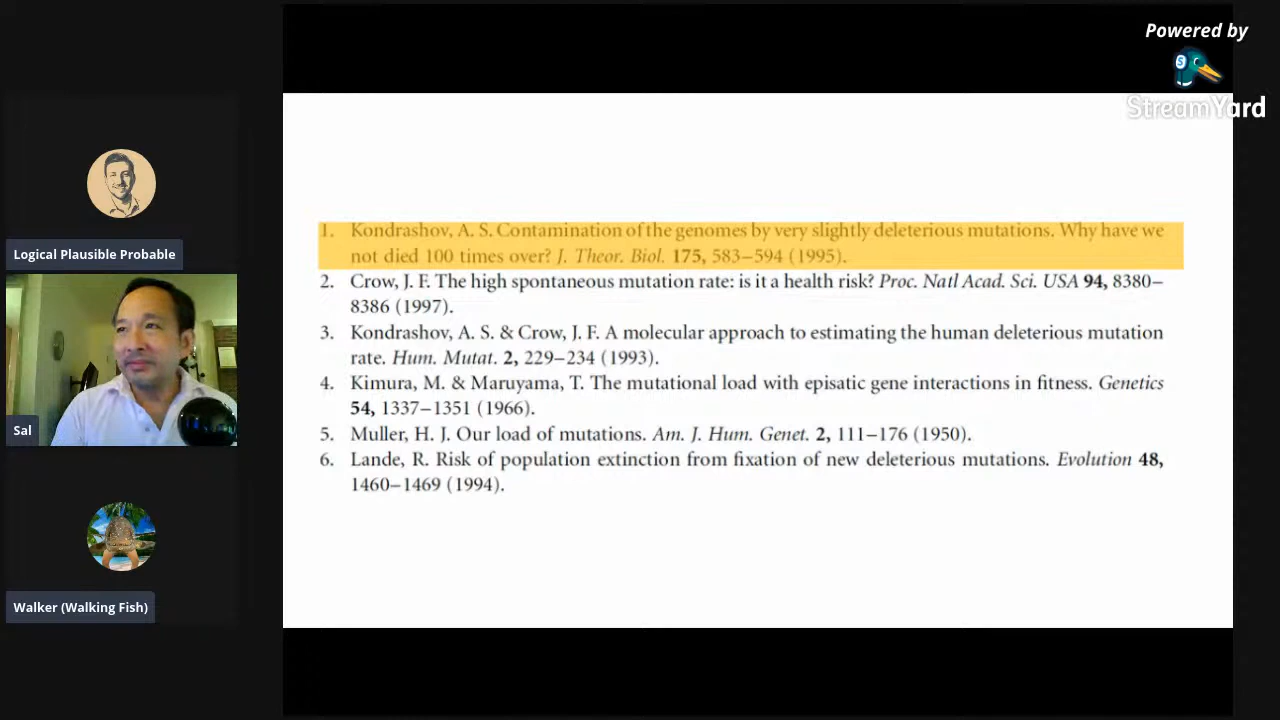 Powered by
StreamYard
Logical Plausible Probable
Sal
Walker (Walking Fish)
1. Kondrashov, A. S. Contamination of the genomes by very slightly deleterious mutations. Why have we
not died 100 times over? J. Theor. Biol. 175, 583–594 (1995).
2. Crow, J. F. The high spontaneous mutation rate: is it a health risk? Proc. Natl Acad. Sci. USA 94, 8380–
8386 (1997).
3. Kondrashov, A. S. & Crow, J. F. A molecular approach to estimating the human deleterious mutation
rate. Hum. Mutat. 2, 229–234 (1993).
4. Kimura, M. & Maruyama, T. The mutational load with episatic gene interactions in fitness. Genetics
54, 1337–1351 (1966).
5. Muller, H. J. Our load of mutations. Am. J. Hum. Genet. 2, 111–176 (1950).
6. Lande, R. Risk of population extinction from fixation of new deleterious mutations. Evolution 48,
1460–1469 (1994).